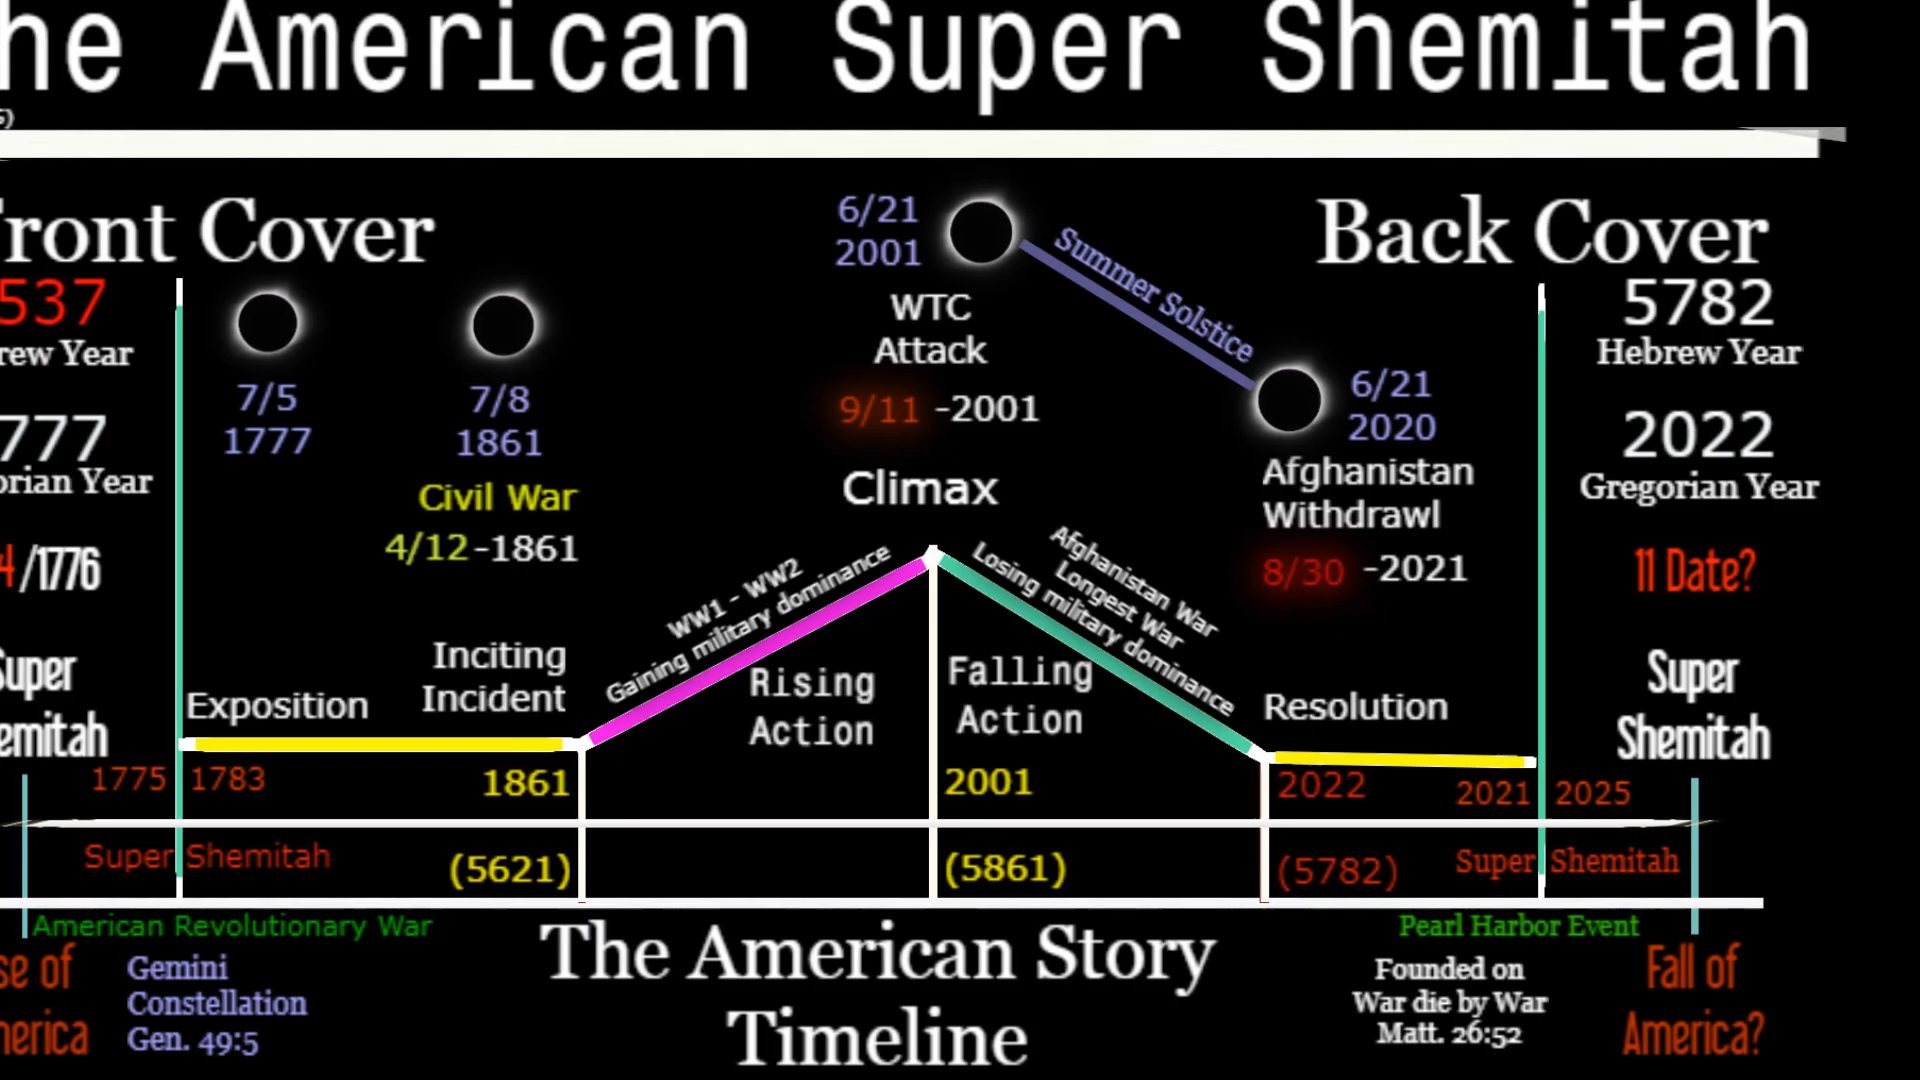 he American Super Shemitah
ront Cover
Back Cover
537
rew Year
777
orian Year
4/1776
Super
emitah
7/5
1777
7/8
1861
Civil War
4/12-1861
6/21
2001
WTC
Attack
9/11 -2001
Climax
Summer Solstice
6/21
2020
Afghanistan
Withdrawl
8/30 -2021
5782
Hebrew Year
2022
Gregorian Year
11 Date?
Super
Shemitah
Exposition
Inciting
Incident
WW1 - WW2
Gaining military dominance
Rising
Action
Falling
Action
Afghanistan War
Longest War
Losing military dominance
Resolution
1775 1783
1861
2001
2022
2021 2025
Super Shemitah
(5621)
(5861)
(5782)
Super Shemitah
American Revolutionary War
se of
nerica
Gemini
Constellation
Gen. 49:5
The American Story
Timeline
Pearl Harbor Event
Founded on
War die by War
Matt. 26:52
Fall of
America?